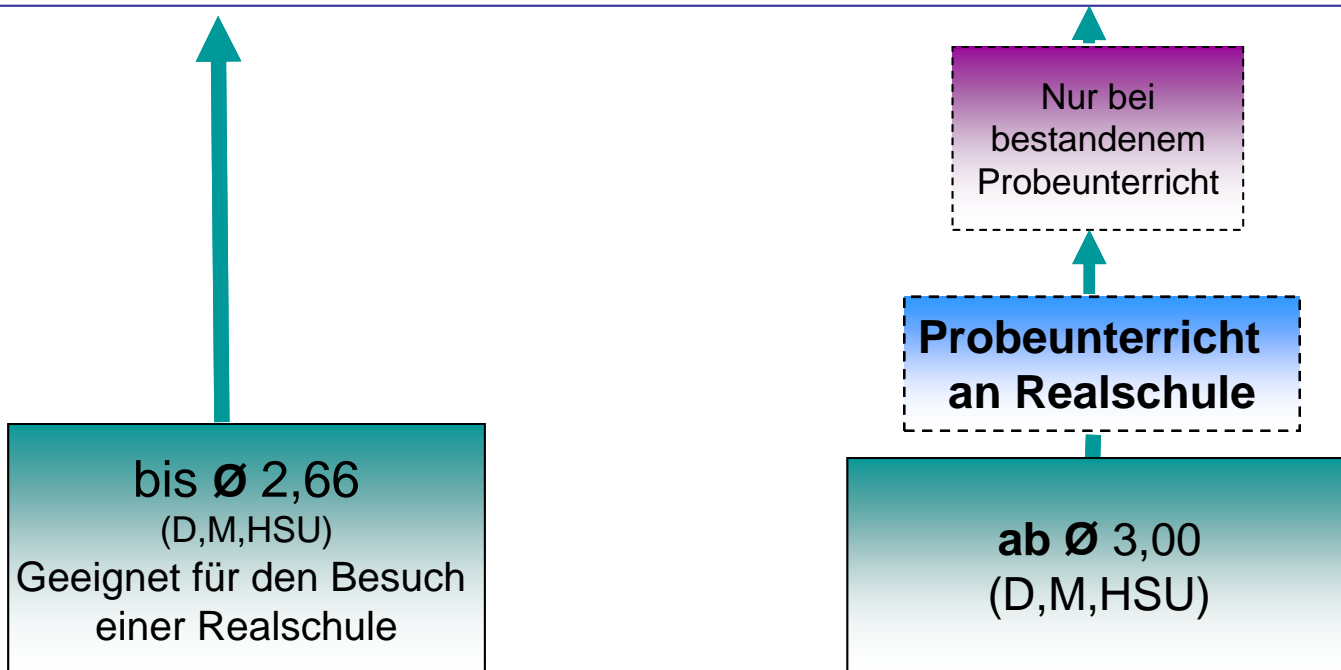 Nur bei
bestandenem
Probeunterricht
Probeunterricht
an Realschule
bis Ø 2,66
(D,M,HSU)
Geeignet für den Besuch
einer Realschule
ab Ø 3,00
(D,M,HSU)